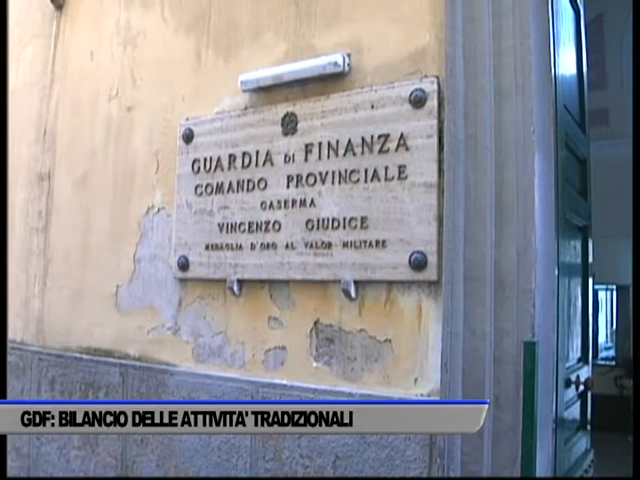 GUARDIA DI FINANZA
COMANDO PROVINCIALE
CASERMA
VINCENZO GIUDICE
MEDAGLIA D'ORO AL VALOR MILITARE
GDF: BILANCIO DELLE ATTIVITA' TRADIZIONALI